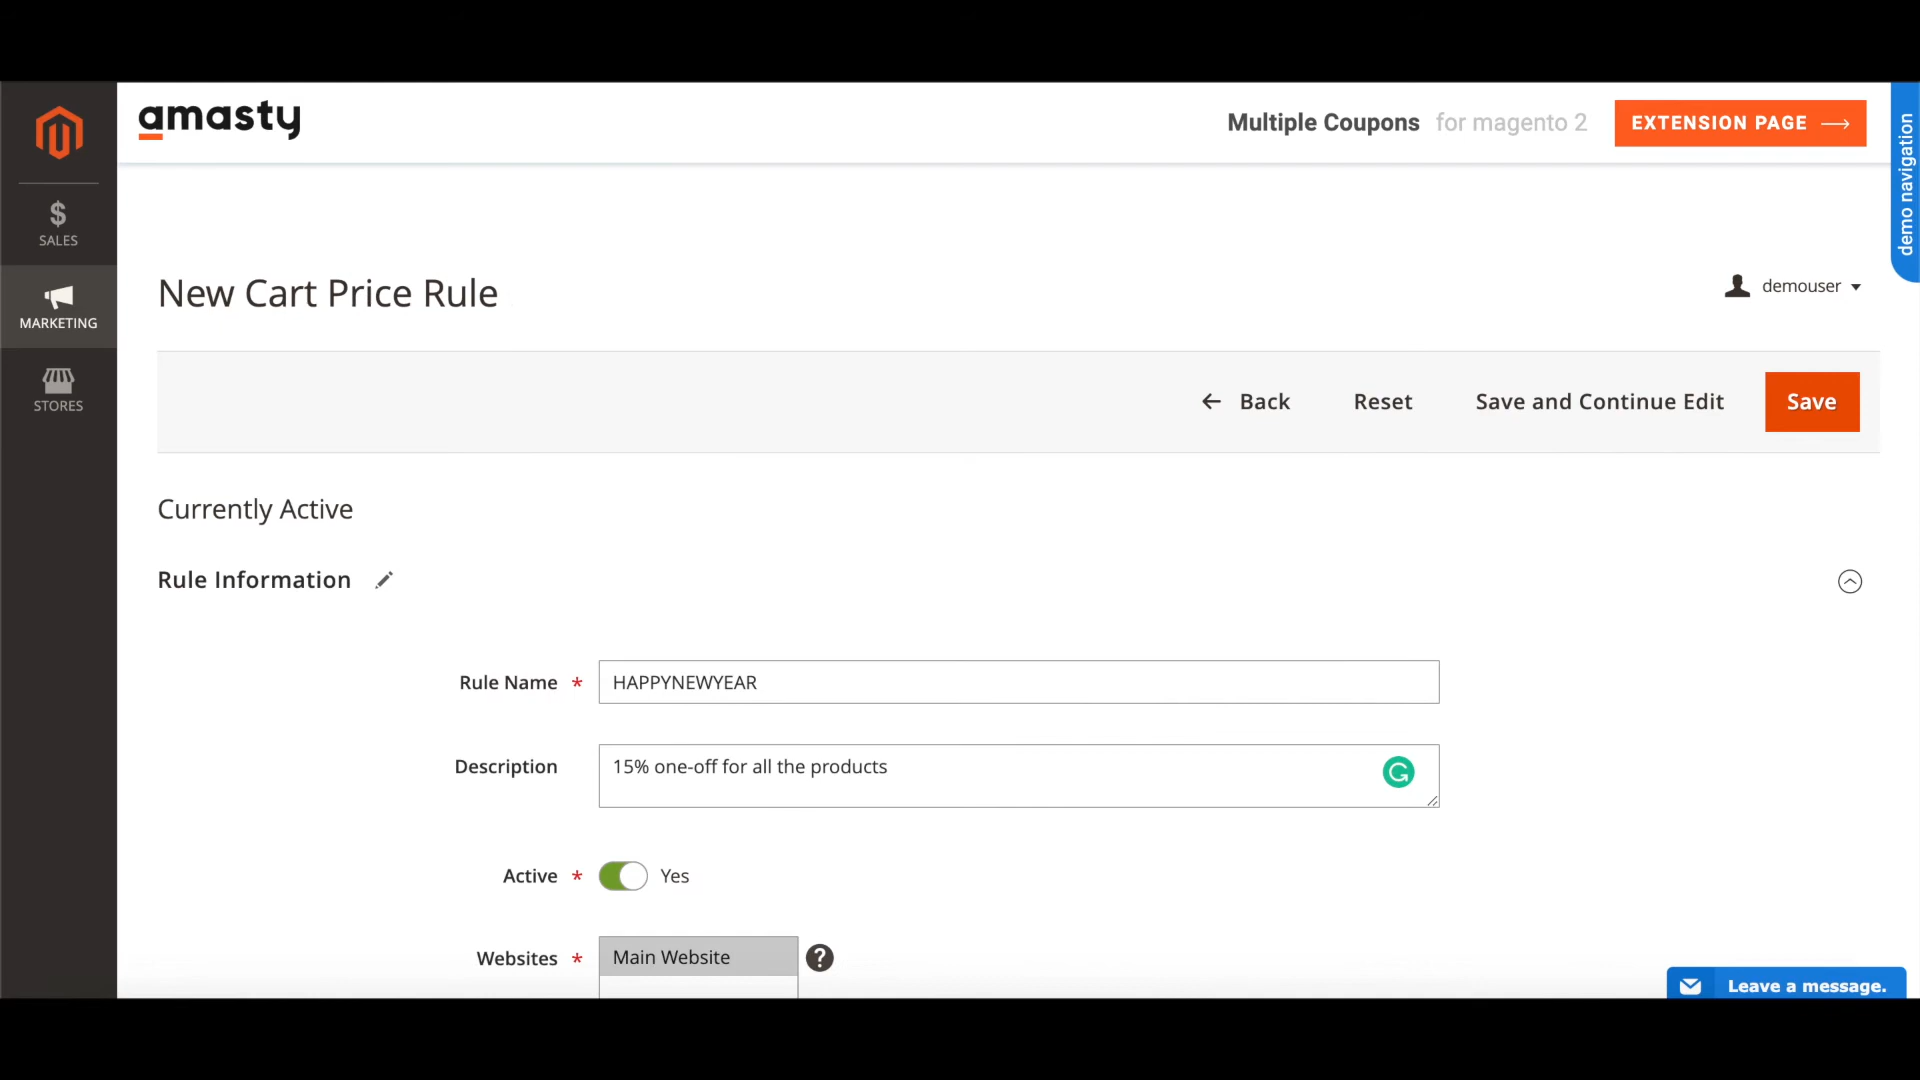 amasty
Multiple Coupons for magento 2
EXTENSION PAGE
demo navigation
SALES
MARKETING
STORES
New Cart Price Rule
demouser
Back
Reset
Save and Continue Edit
Save
Currently Active
Rule Information
Rule Name *
HAPPYNEWYEAR
Description
15% one-off for all the products
Active *
Yes
Websites *
Main Website
?
Leave a message.